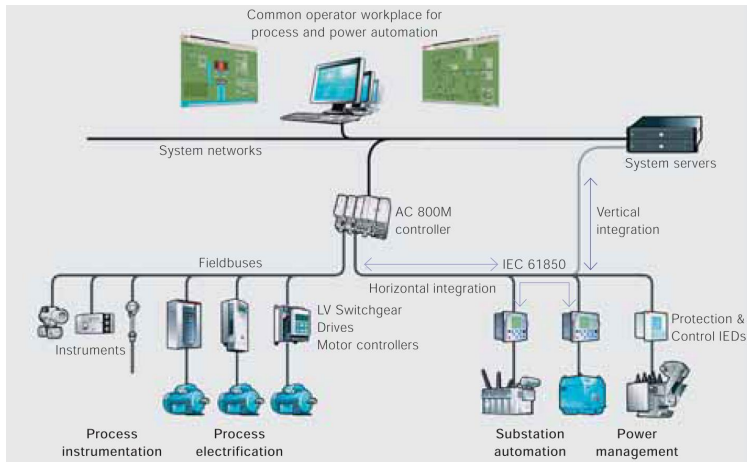 Common operator workplace for
process and power automation
System networks
System servers
AC 800M
controller
Vertical
integration
Fieldbuses
IEC 61850
Horizontal integration
LV Switchgear
Drives
Motor controllers
Instruments
Protection &
Control IEDs
Process
instrumentation
Process
electrification
Substation
automation
Power
management